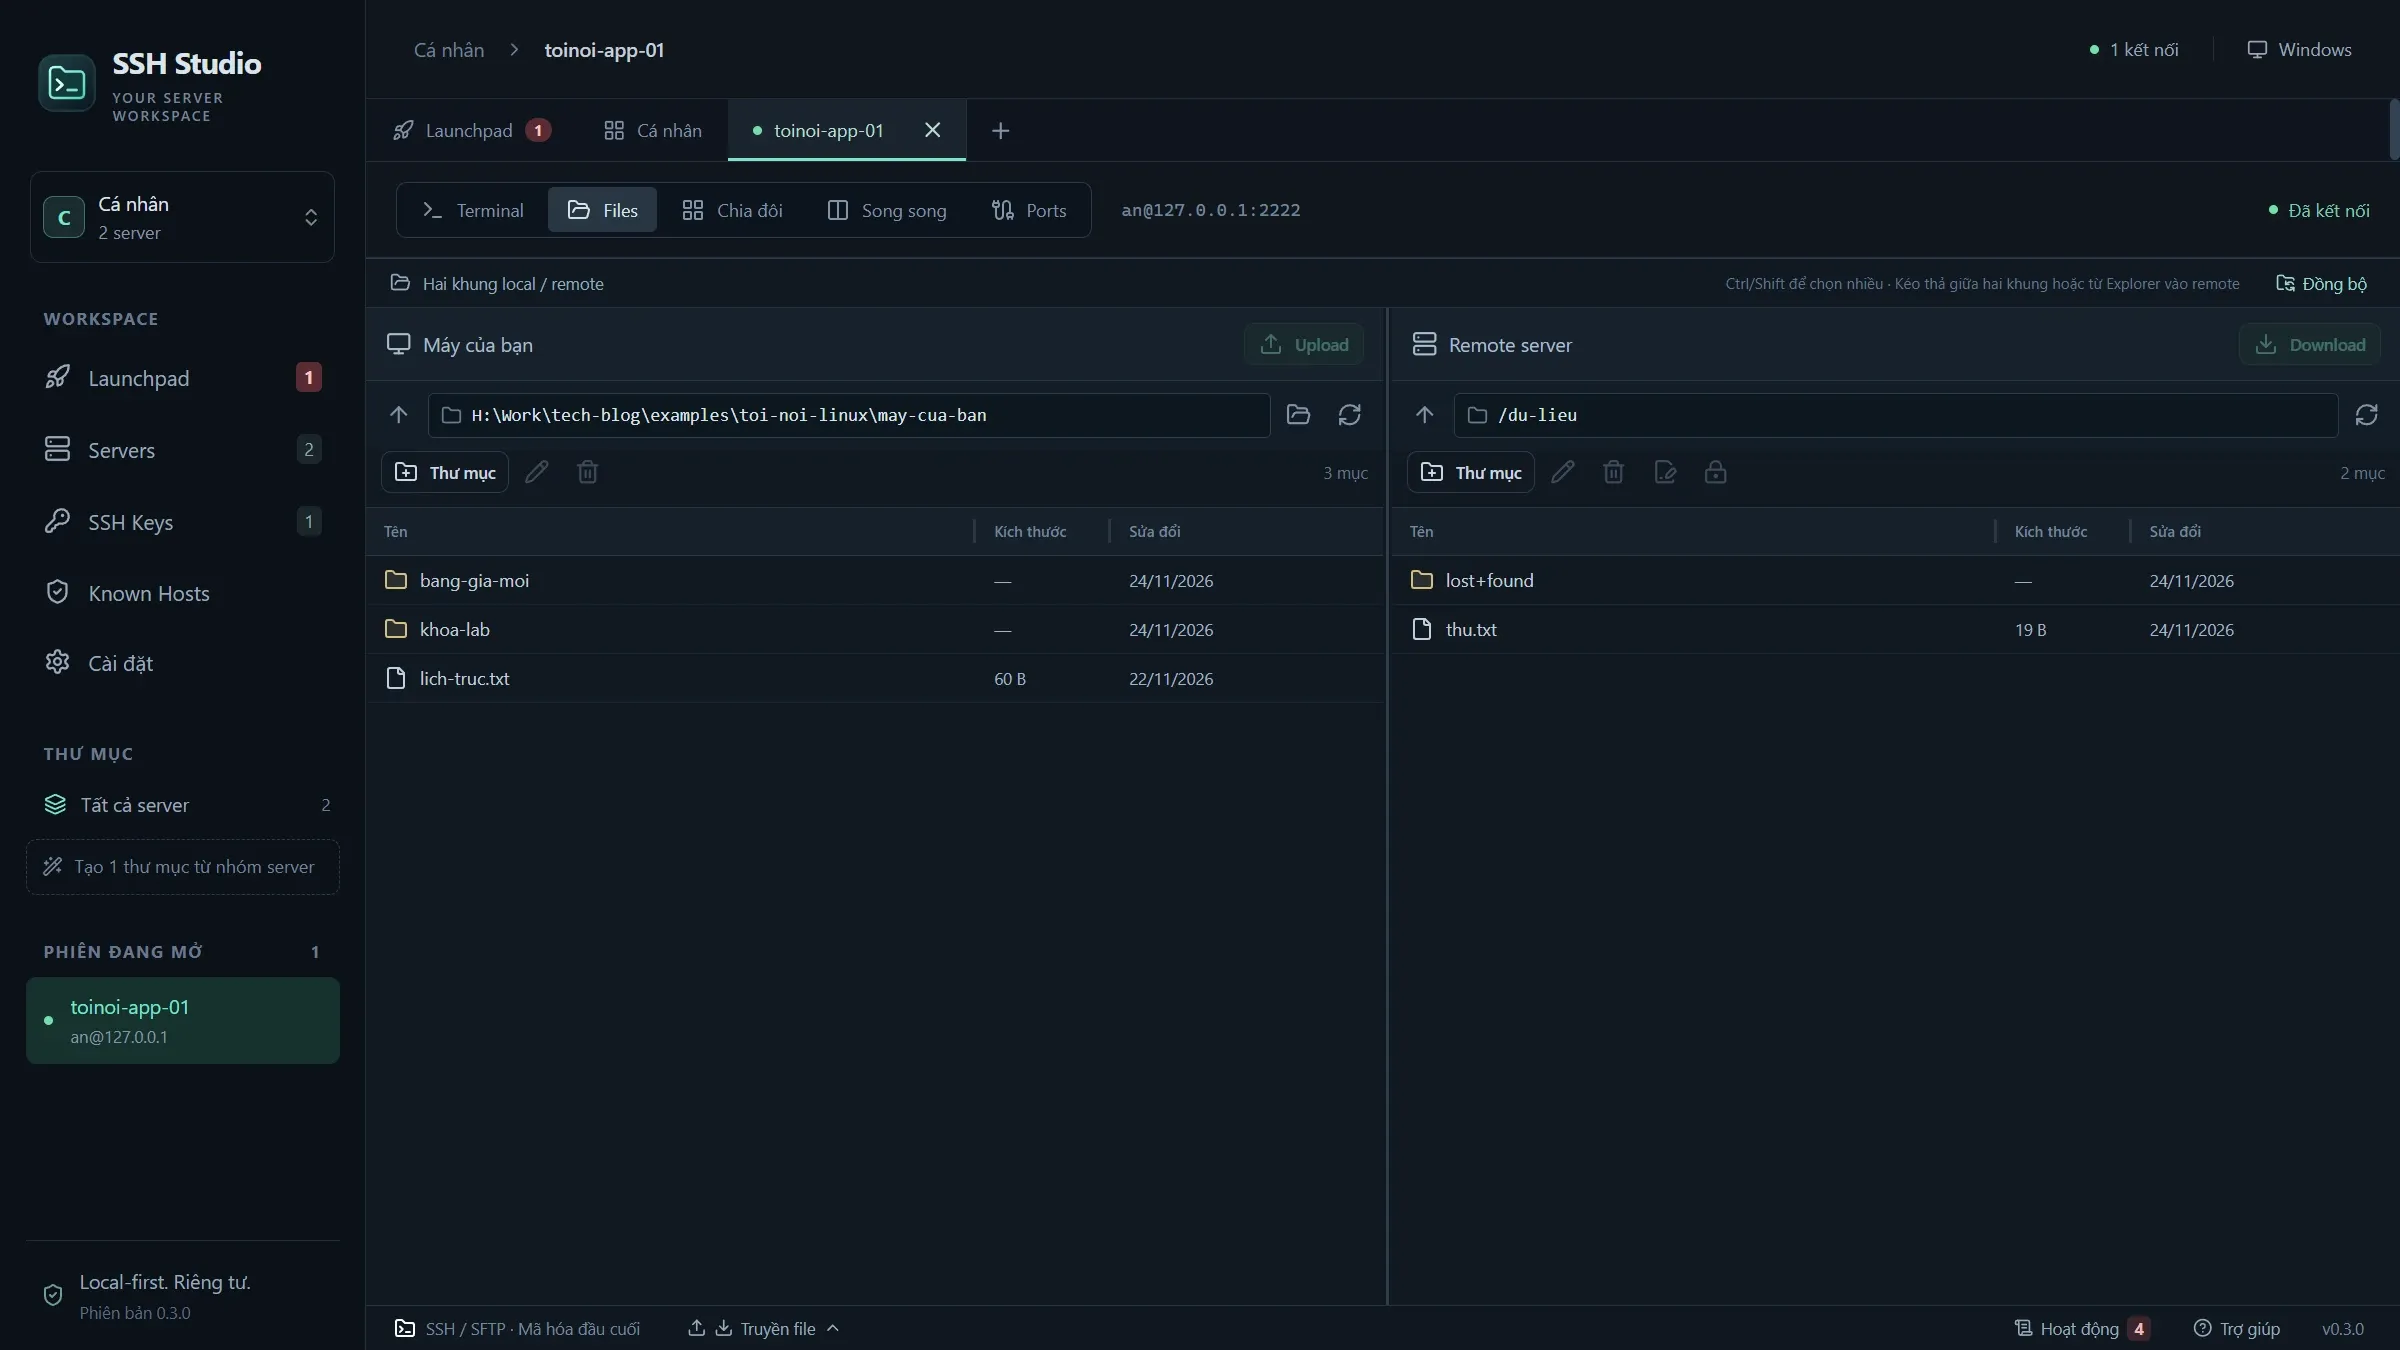 SSH Studio
YOUR SERVER
WORKSPACE
C
Cá nhân
2 server
WORKSPACE
Launchpad
1
Servers
2
SSH Keys
1
Known Hosts
Cài đặt
THƯ MỤC
Tất cả server
2
Tạo 1 thư mục từ nhóm server
PHIÊN ĐANG MỞ
1
toinoi-app-01
an@127.0.0.1
Local-first. Riêng tư.
Phiên bản 0.3.0
Cá nhân
toinoi-app-01
1 kết nối
Windows
Launchpad
1
Cá nhân
toinoi-app-01
Terminal
Files
Chia đôi
Song song
Ports
an@127.0.0.1:2222
Đã kết nối
Hai khung local / remote
Ctrl/Shift để chọn nhiều · Kéo thả giữa hai khung hoặc từ Explorer vào remote
Đồng bộ
Máy của bạn
Upload
H:\Work\tech-blog\examples\toi-noi-linux\may-cua-ban
Thư mục
3 mục
Tên
Kích thước
Sửa đổi
bang-gia-moi
—
24/11/2026
khoa-lab
—
24/11/2026
lich-truc.txt
60 B
22/11/2026
Remote server
Download
/du-lieu
Thư mục
2 mục
Tên
Kích thước
Sửa đổi
lost+found
—
24/11/2026
thu.txt
19 B
24/11/2026
SSH / SFTP · Mã hóa đầu cuối
Truyền file
Hoạt động
4
Trợ giúp
v0.3.0